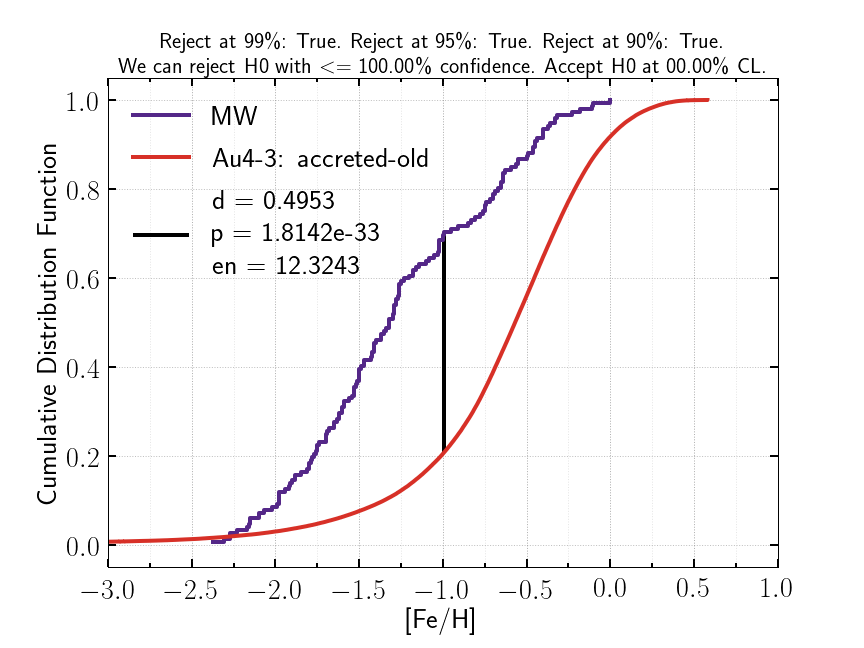 Reject at 99%: True. Reject at 95%: True. Reject at 90%: True.
We can reject H0 with <= 100.00% confidence. Accept H0 at 00.00% CL.
MW
Au4-3: accreted-old
d = 0.4953
p = 1.8142e-33
en = 12.3243
Cumulative Distribution Function
1.0
0.8
0.6
0.4
0.2
0.0
−3.0 −2.5 −2.0 −1.5 −1.0 −0.5 0.0 0.5 1.0
[Fe/H]